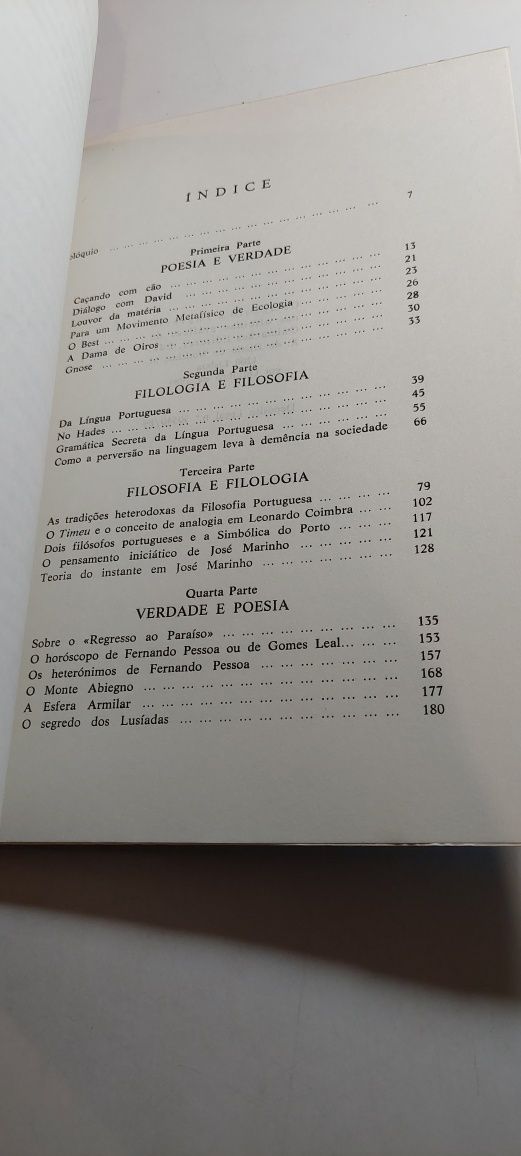 INDICE
olóquio ... ... ... ... ... ... ... ... ... ... ... ... ... ... ... ... ... ... 7
Primeira Parte
POESIA E VERDADE
Caçando com cão ... ... ... ... ... ... ... ... ... ... ... ... ... 13
Diálogo com David ... ... ... ... ... ... ... ... ... ... ... ... 21
Louvor da matéria ... ... ... ... ... ... ... ... ... ... ... ... 23
Para um Movimento Metafísico de Ecologia ... ... ... ... 26
O Best ... ... ... ... ... ... ... ... ... ... ... ... ... ... ... 28
A Dama de Oiros ... ... ... ... ... ... ... ... ... ... ... ... 30
Gnose ... ... ... ... ... ... ... ... ... ... ... ... ... ... ... 33
Segunda Parte
FILOLOGIA E FILOSOFIA
Da Língua Portuguesa ... ... ... ... ... ... ... ... ... ... ... 39
No Hades ... ... ... ... ... ... ... ... ... ... ... ... ... ... 45
Gramática Secreta da Língua Portuguesa ... ... ... ... ... 55
Como a perversão na linguagem leva à demência na sociedade 66
Terceira Parte
FILOSOFIA E FILOLOGIA
As tradições heterodoxas da Filosofia Portuguesa ... ... ... ... 79
O Timeu e o conceito de analogia em Leonardo Coimbra ... ... 102
Dois filósofos portugueses e a Simbólica do Porto ... ... ... 117
O pensamento iniciático de José Marinho ... ... ... ... ... 121
Teoria do instante em José Marinho ... ... ... ... ... ... ... 128
Quarta Parte
VERDADE E POESIA
Sobre o «Regresso ao Paraíso» ... ... ... ... ... ... ... ... ... 135
O horóscopo de Fernando Pessoa ou de Gomes Leal... ... ... 153
Os heterónimos de Fernando Pessoa ... ... ... ... ... ... ... 157
O Monte Abiegno ... ... ... ... ... ... ... ... ... ... ... ... 168
A Esfera Armilar ... ... ... ... ... ... ... ... ... ... ... ... 177
O segredo dos Lusíadas ... ... ... ... ... ... ... ... ... ... ... 180